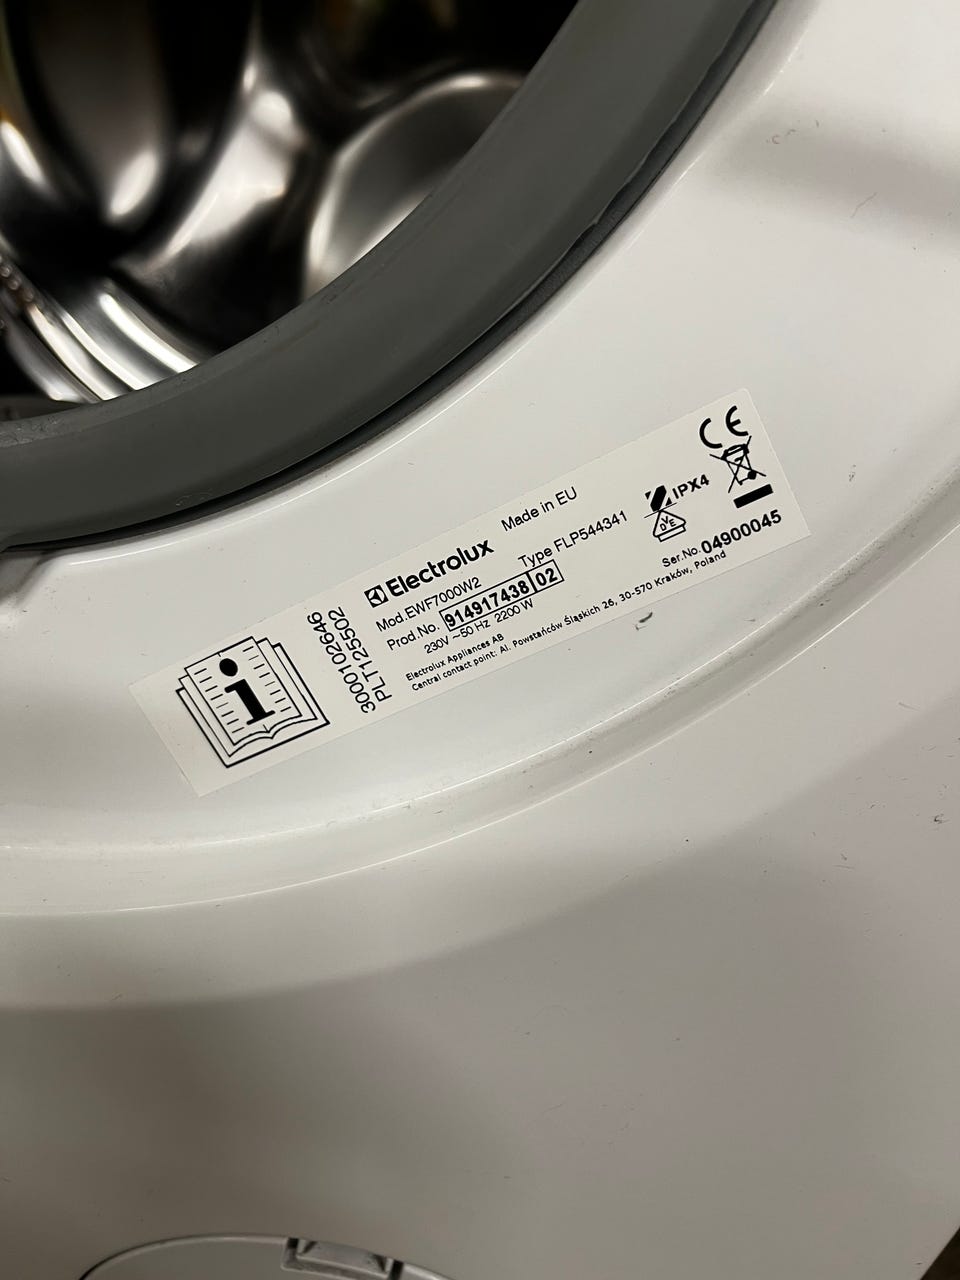 3000102646
PLT125502
Electrolux
Made in EU
Mod.EWF7000W2
Type FLP544341
Prod.No. 914917438 02
230V ~50 Hz 2200 W
Electrolux Appliances AB
Central contact point: Al. Powstańców Śląskich 26, 30-570 Kraków, Poland
IPX4
DVE
CE
Ser.No. 04900045